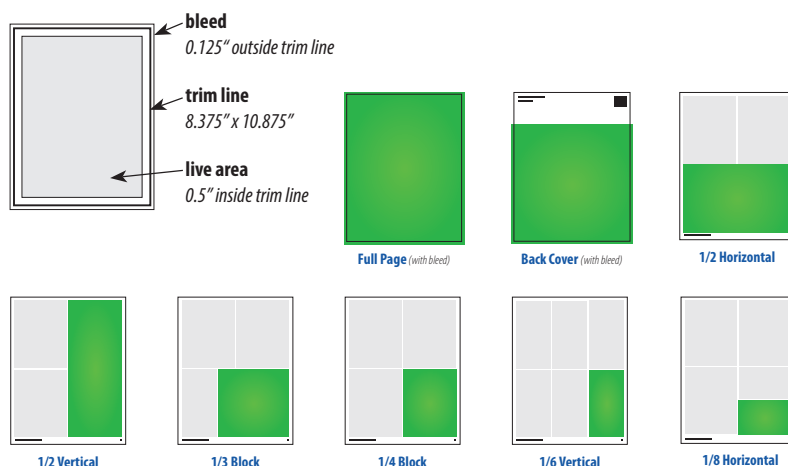 bleed
0.125“ outside trim line
trim line
8.375” x 10.875”
live area
0.5” inside trim line
Full Page (with bleed)
Back Cover (with bleed)
1/2 Horizontal
1/2 Vertical
1/3 Block
1/4 Block
1/6 Vertical
1/8 Horizontal